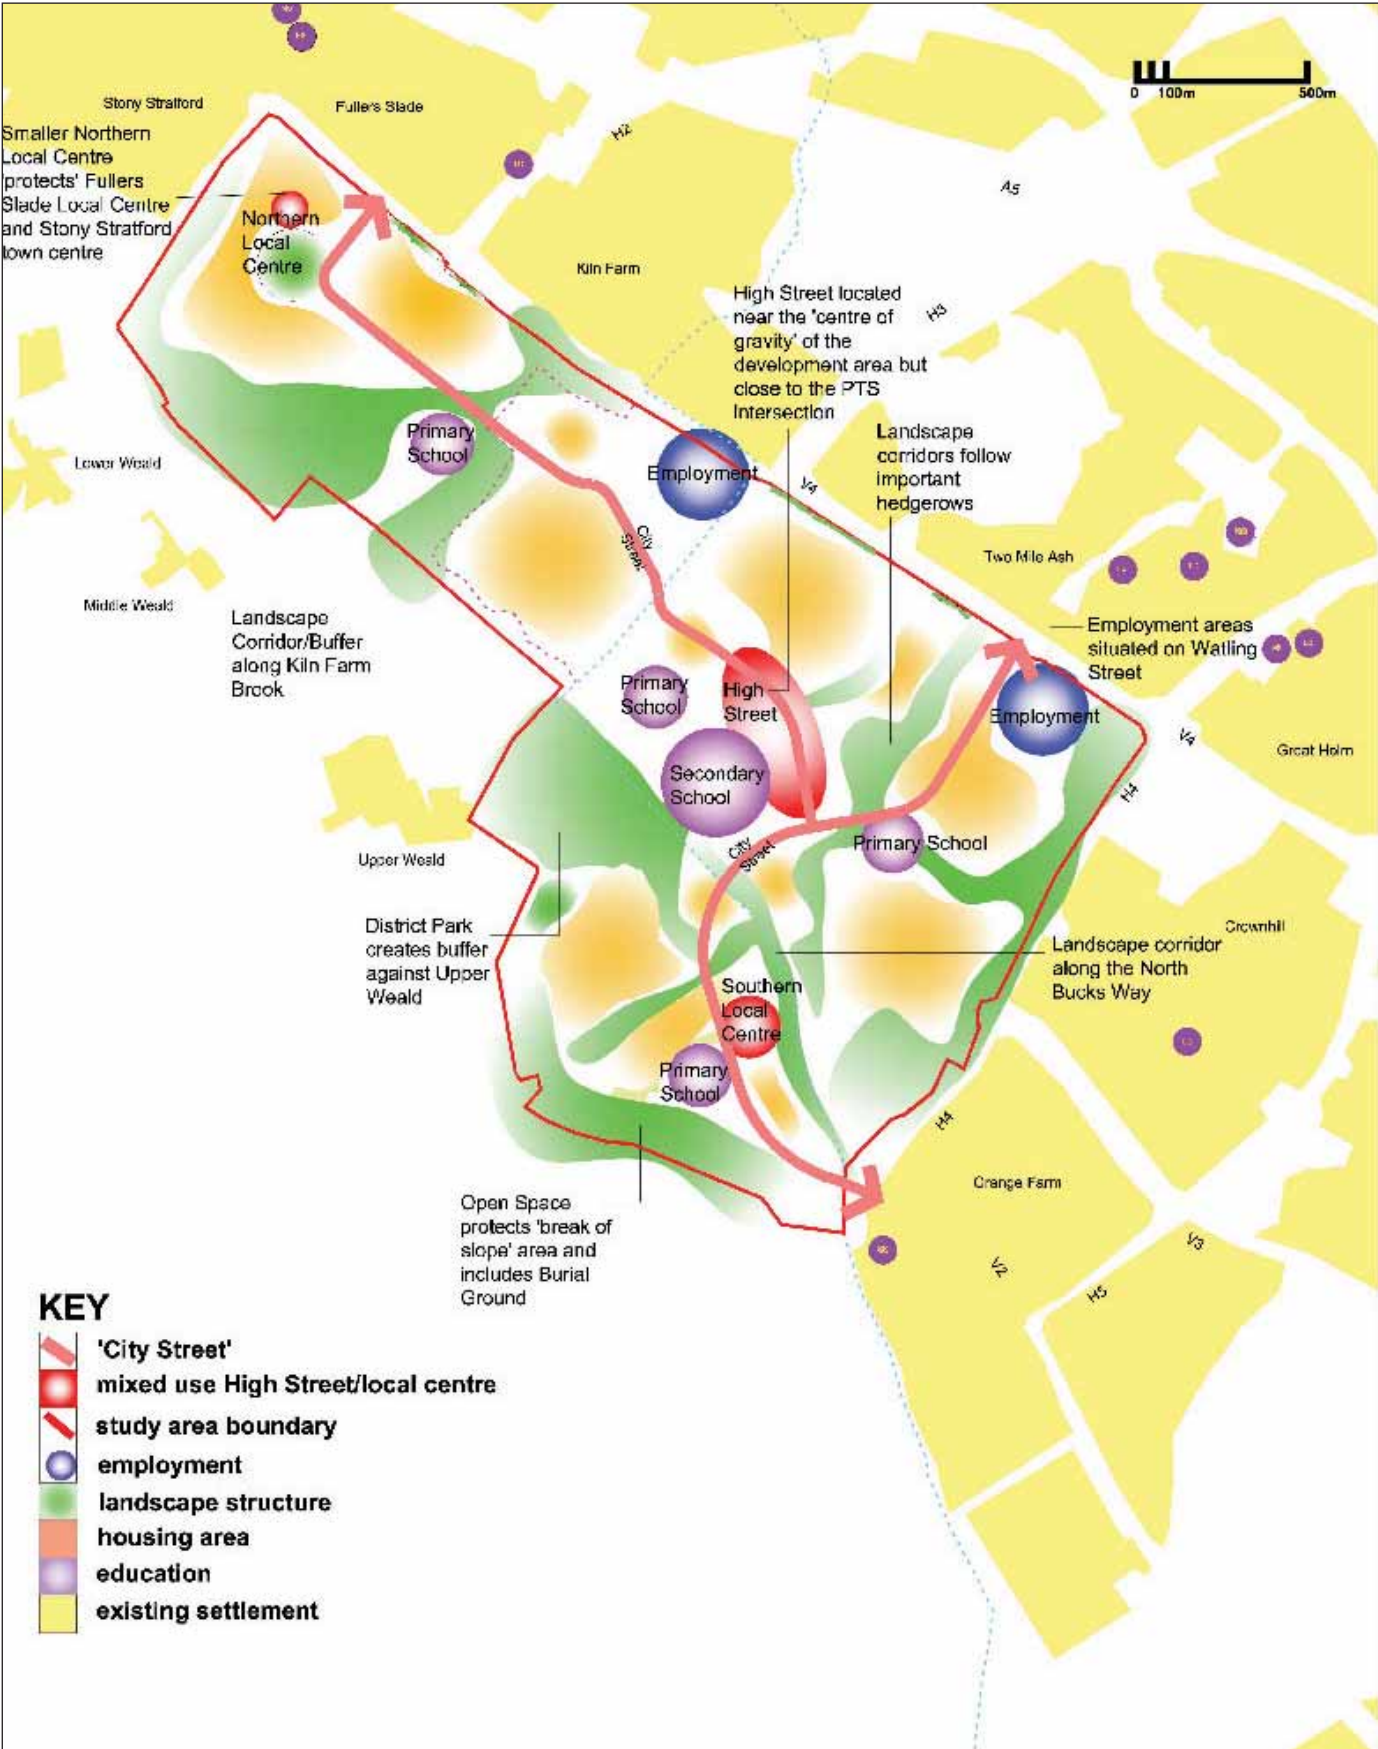 0 100m 500m
Stony Stratford
Fullers Slade
H2
A5
Smaller Northern
Local Centre
'protects' Fullers
Slade Local Centre
and Stony Stratford
town centre
Northern
Local
Centre
Kiln Farm
H3
High Street located
near the 'centre of
gravity' of the
development area but
close to the PTS
Intersection
Landscape
corridors follow
important
hedgerows
Primary
School
Lower Weald
Employment
V4
City
Street
Two Mile Ash
Middle Weald
Landscape
Corridor/Buffer
along Kiln Farm
Brook
Employment areas
situated on Watling
Street
Primary
School
High
Street
Employment
V4
Great Holm
Secondary
School
H4
City
Street
Primary School
Upper Weald
District Park
creates buffer
against Upper
Weald
Crownhill
Landscape corridor
along the North
Bucks Way
Southern
Local
Centre
Primary
School
H4
Grange Farm
Open Space
protects 'break of
slope' area and
includes Burial
Ground
V2
V3
H5
KEY
'City Street'
mixed use High Street/local centre
study area boundary
employment
landscape structure
housing area
education
existing settlement